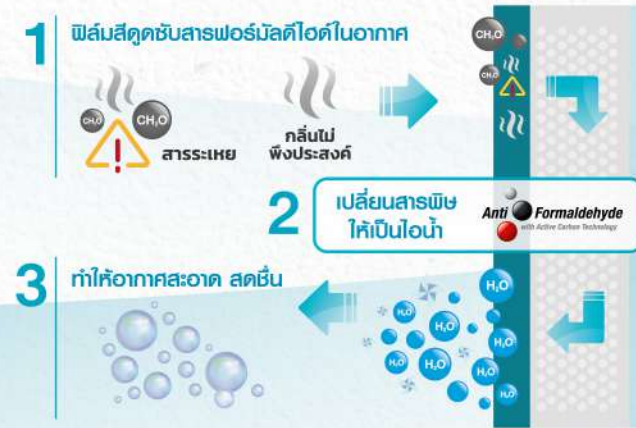 1
ฟิล์มสีดูดซับสารฟอร์มัลดีไฮด์ในอากาศ
CH₂O
CH₂O
CH₂O
CH₂O
สารระเหย
กลิ่นไม่
พึงประสงค์
2
เปลี่ยนสารพิษ
ให้เป็นไอน้ำ
Anti Formaldehyde
with Active Carbon Technology
3
ทำให้อากาศสะอาด สดชื่น
H₂O
H₂O
H₂O
H₂O
H₂O
H₂O
H₂O
H₂O